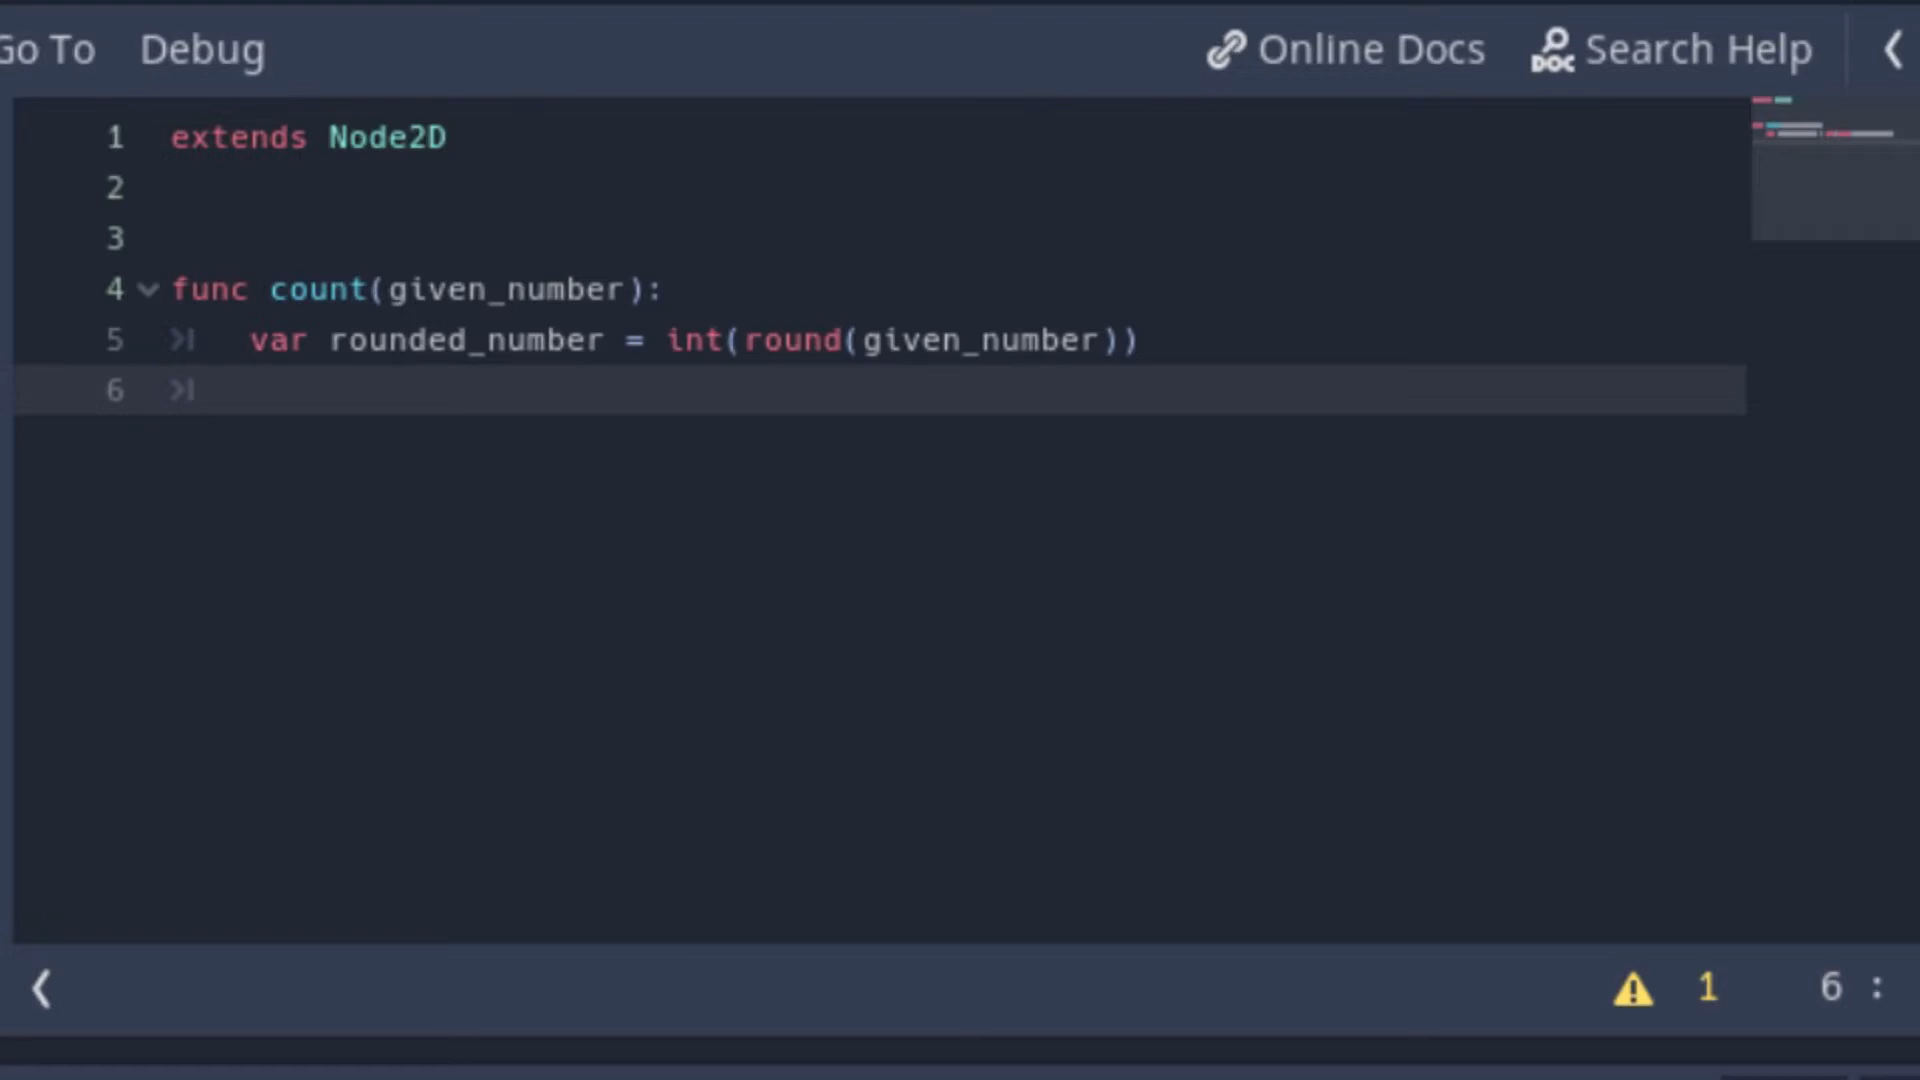 Go To Debug Online Docs DOC Search Help
1 extends Node2D
2
3
4 func count(given_number):
5 var rounded_number = int(round(given_number))
6
1 6 :